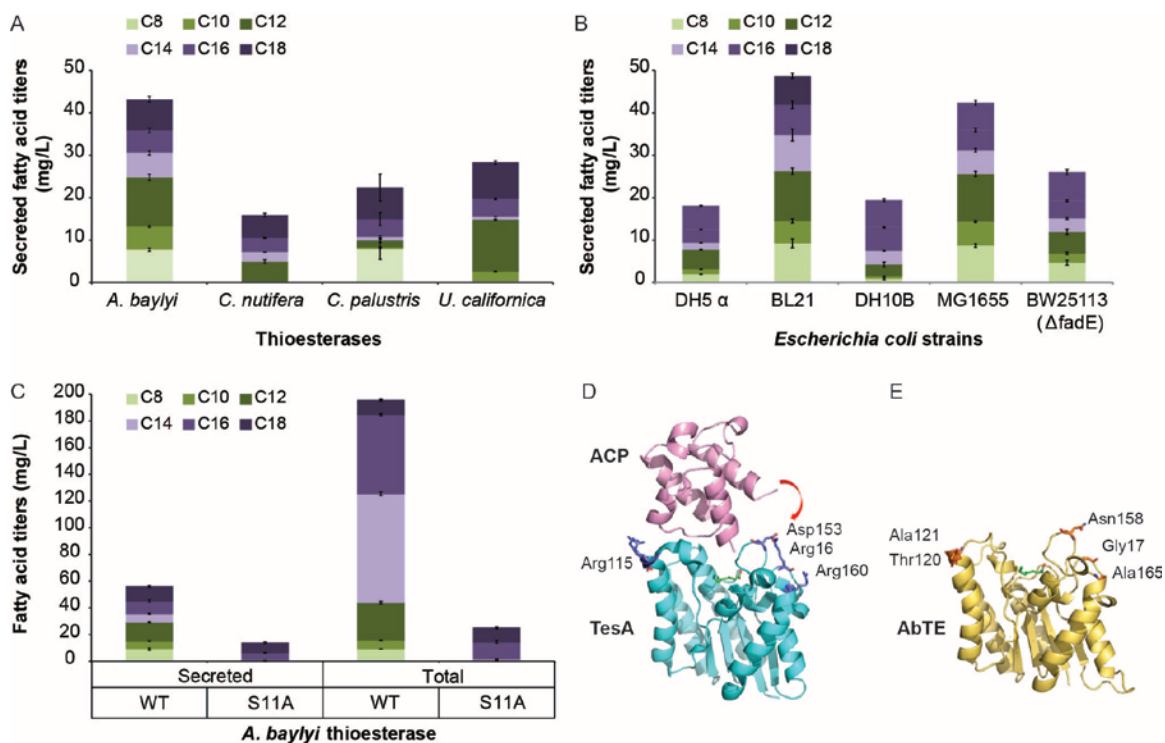 A
C8 C10 C12
C14 C16 C18
50
40
30
20
10
0
Secreted fatty acid titers
(mg/L)
A. baylyi C. nutifera C. palustris U. californica
Thioesterases
B
C8 C10 C12
C14 C16 C18
50
40
30
20
10
0
Secreted fatty acid titers
(mg/L)
DH5 α BL21 DH10B MG1655 BW25113
(ΔfadE)
Escherichia coli strains
C
C8 C10 C12
C14 C16 C18
200
180
160
140
120
100
80
60
40
20
0
Fatty acid titers (mg/L)
Secreted Total
WT S11A WT S11A
A. baylyi thioesterase
D
ACP
Asp153
Arg16
Arg115
Arg160
TesA
E
Asn158
Ala121
Gly17
Thr120
Ala165
AbTE